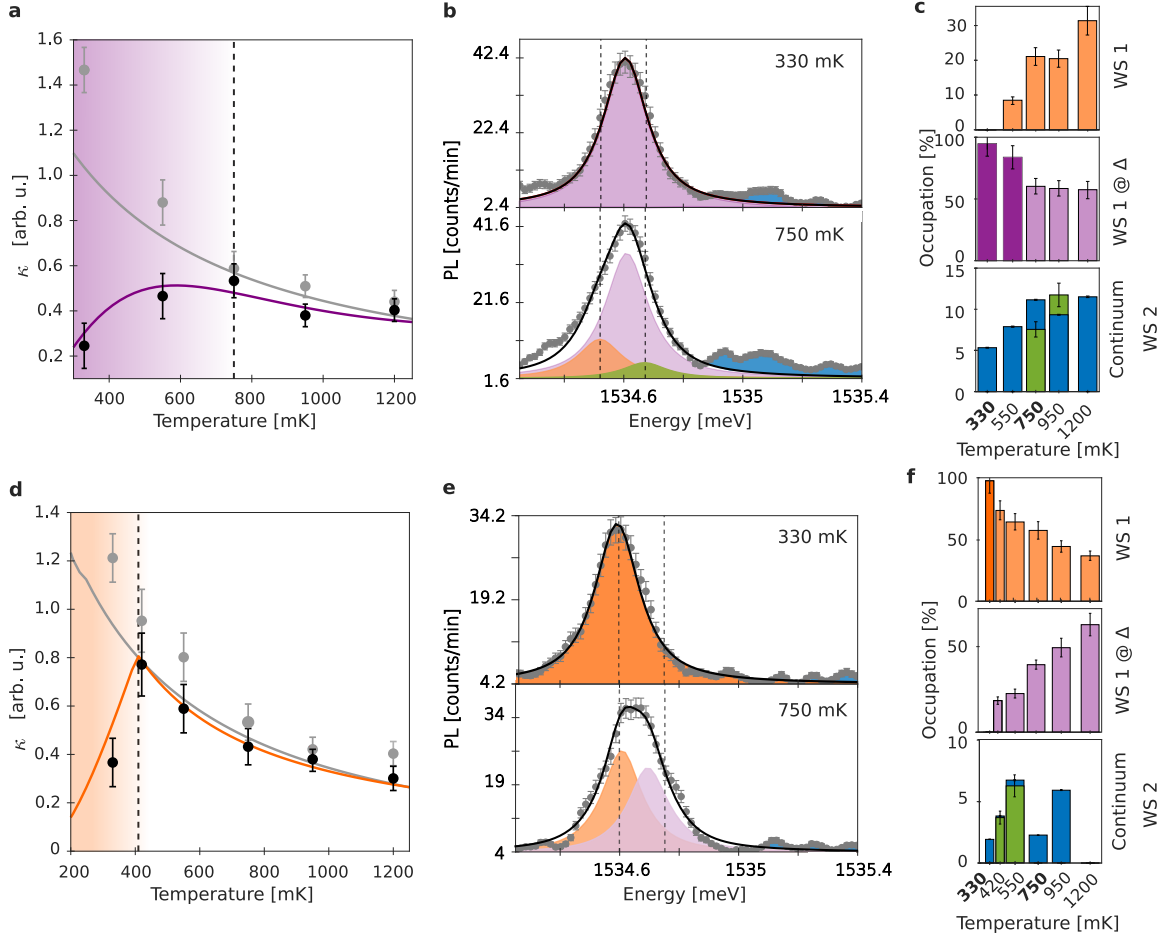 a
1.6
1.4
1.2
1.0
0.8
0.6
0.4
0.2
κ [arb. u.]
400 600 800 1000 1200
Temperature [mK]
b
330 mK
42.4
22.4
2.4
750 mK
41.6
21.6
1.6
PL [counts/min]
1534.6 1535 1535.4
Energy [meV]
c
30
20
10
0
WS 1
100
50
0
WS 1 @ Δ
15
10
5
0
Continuum
WS 2
Occupation [%]
330 550 750 950 1200
Temperature [mK]
d
1.4
1.2
1.0
0.8
0.6
0.4
0.2
0
κ [arb. u.]
200 400 600 800 1000 1200
Temperature [mK]
e
330 mK
34.2
19.2
4.2
750 mK
34
19
4
PL [counts/min]
1534.6 1535 1535.4
Energy [meV]
f
100
50
0
WS 1
50
0
WS 1 @ Δ
10
5
0
Continuum
WS 2
Occupation [%]
330 420 550 750 950 1200
Temperature [mK]